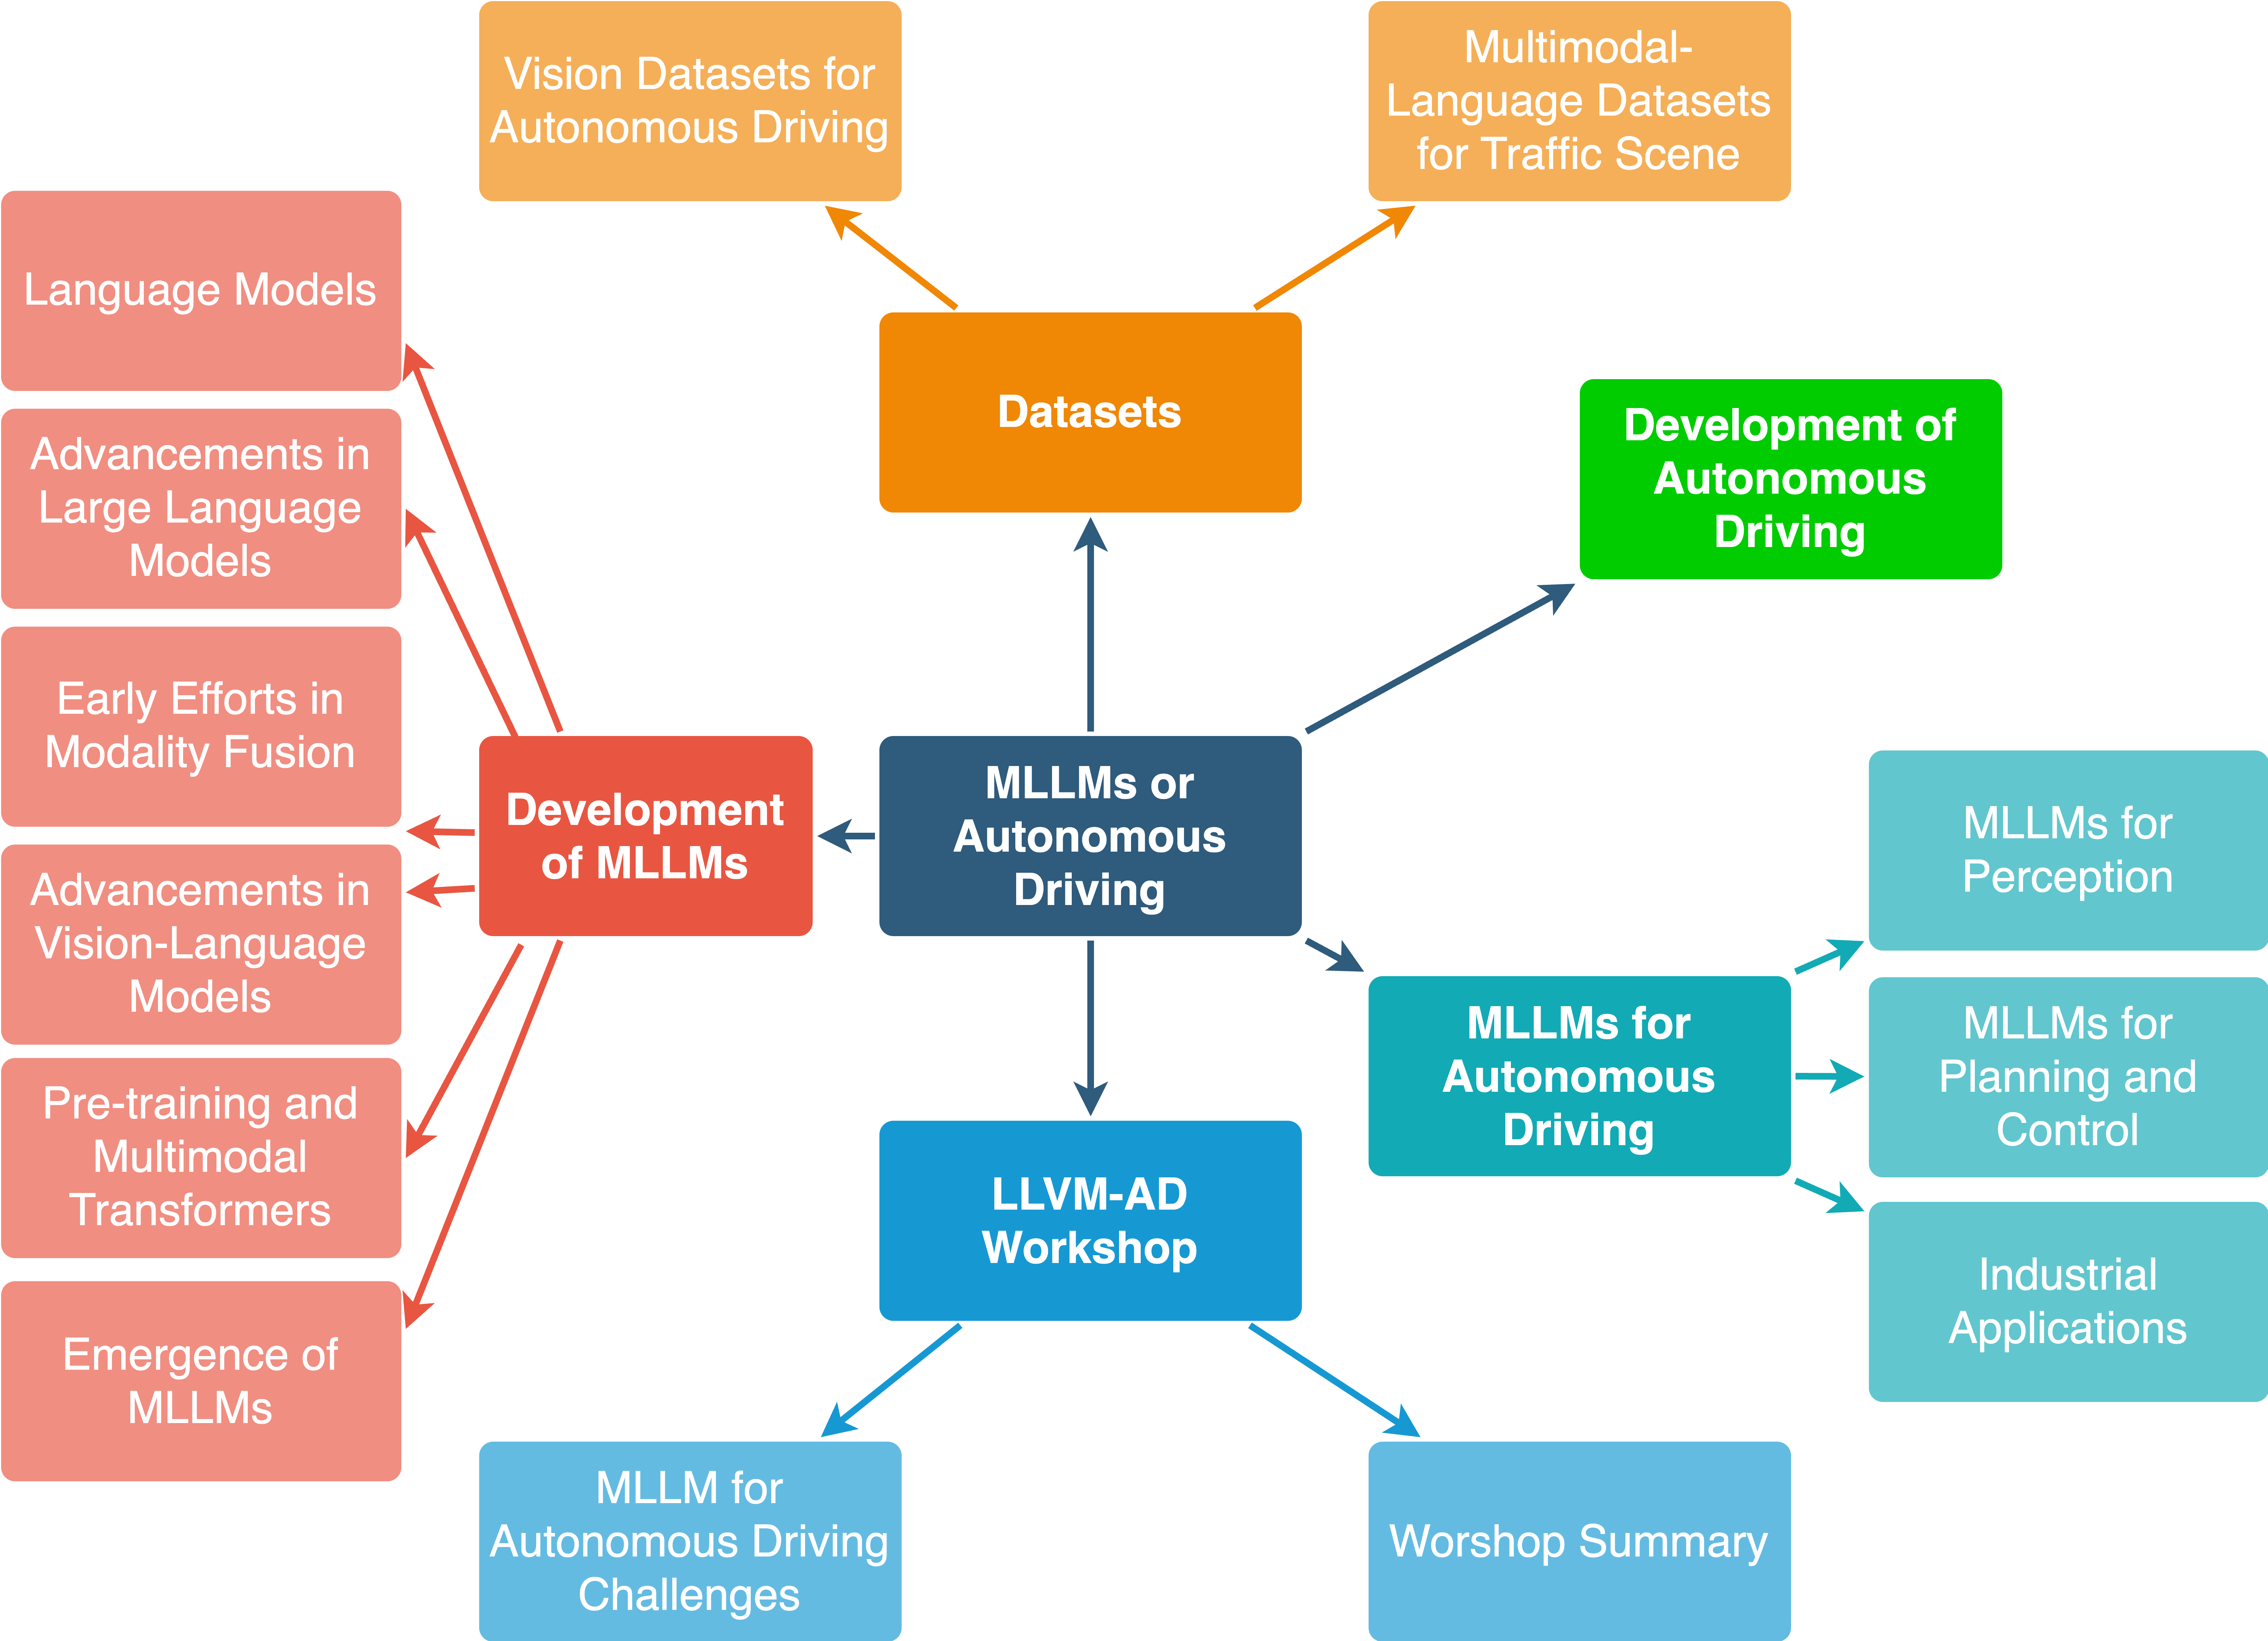 Vision Datasets for
Autonomous Driving
Multimodal-
Language Datasets
for Traffic Scene
Language Models
Advancements in
Large Language
Models
Early Efforts in
Modality Fusion
Advancements in
Vision-Language
Models
Pre-training and
Multimodal
Transformers
Emergence of
MLLMs
Datasets
Development of
Autonomous
Driving
Development
of MLLMs
MLLMs or
Autonomous
Driving
MLLMs for
Autonomous
Driving
MLLMs for
Perception
MLLMs for
Planning and
Control
Industrial
Applications
LLVM-AD
Workshop
MLLM for
Autonomous Driving
Challenges
Worshop Summary